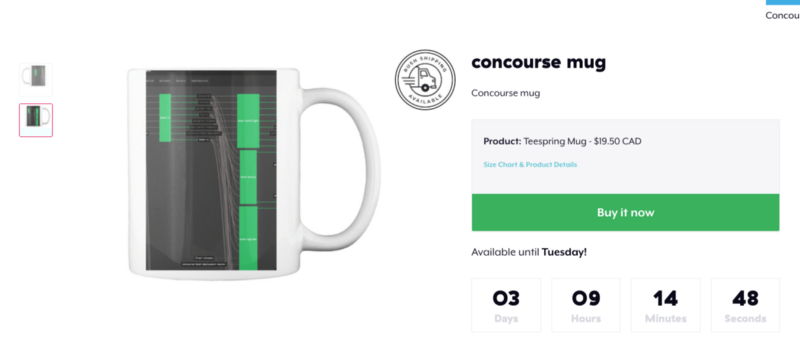 Concou
RUSH SHIPPING
AVAILABLE
concourse mug
Concourse mug
Product: Teespring Mug - $19.50 CAD
Size Chart & Product Details
Buy it now
Available until Tuesday!
03 09 14 48
Days Hours Minutes Seconds